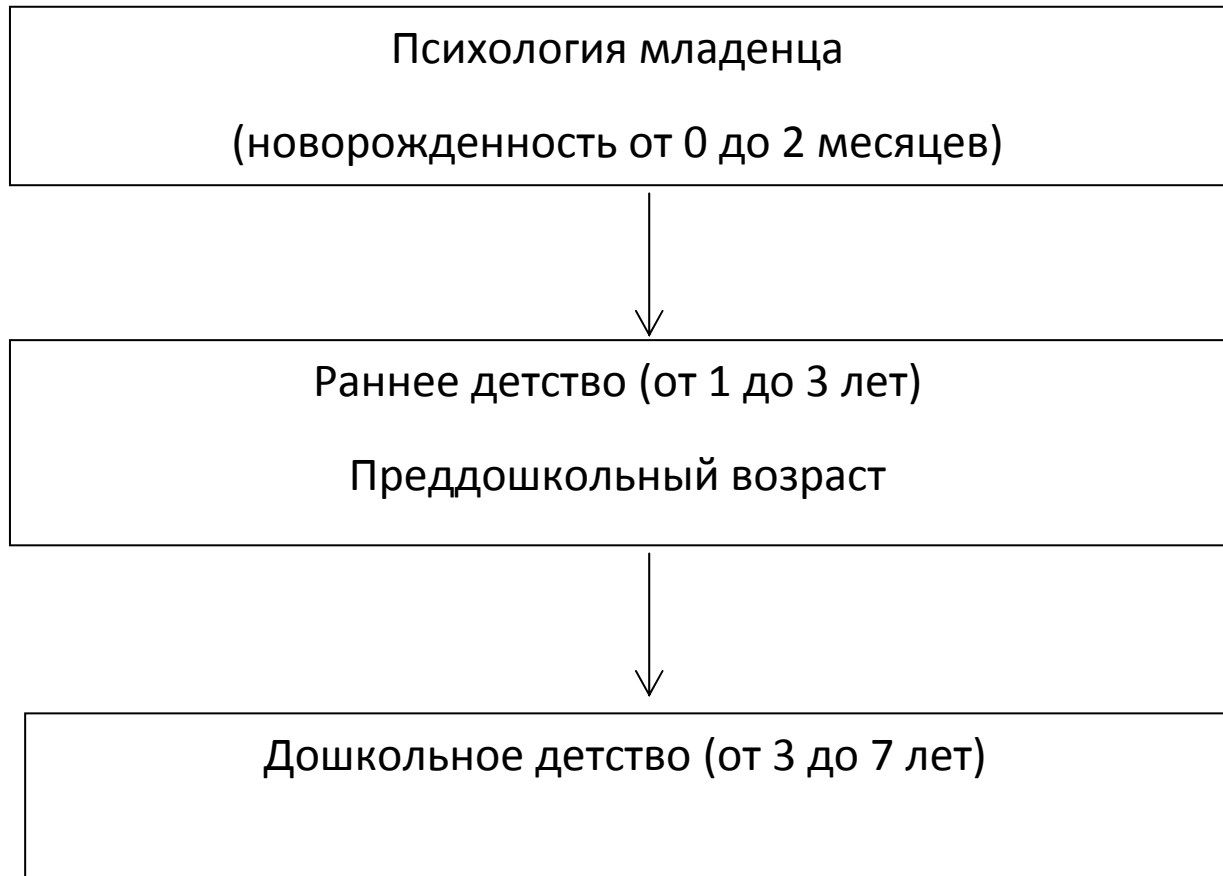 Психология младенца
(новорожденность от 0 до 2 месяцев)
Раннее детство (от 1 до 3 лет)
Преддошкольный возраст
Дошкольное детство (от 3 до 7 лет)